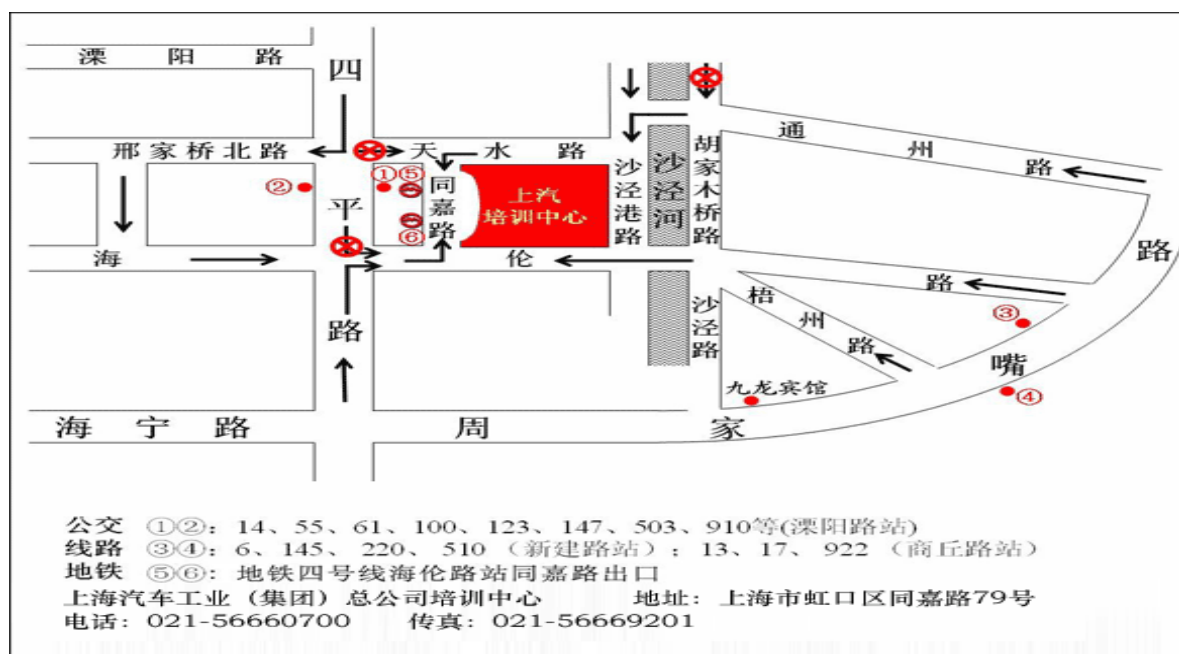 溧阳路
四平路
邢家桥北路
天水路
通州路
② ①⑤
同嘉路
⑥
上汽
培训中心
沙泾港路
沙泾河
胡家木桥路
海伦路
沙泾路
梧州路
③
④
九龙宾馆
海宁路
周家嘴路
公交 ①②：14、55、61、100、123、147、503、910等(溧阳路站)
线路 ③④：6、145、220、510（新建路站）；13、17、922（商丘路站）
地铁 ⑤⑥：地铁四号线海伦路站同嘉路出口
上海汽车工业（集团）总公司培训中心 地址：上海市虹口区同嘉路79号
电话：021-56660700 传真：021-56669201